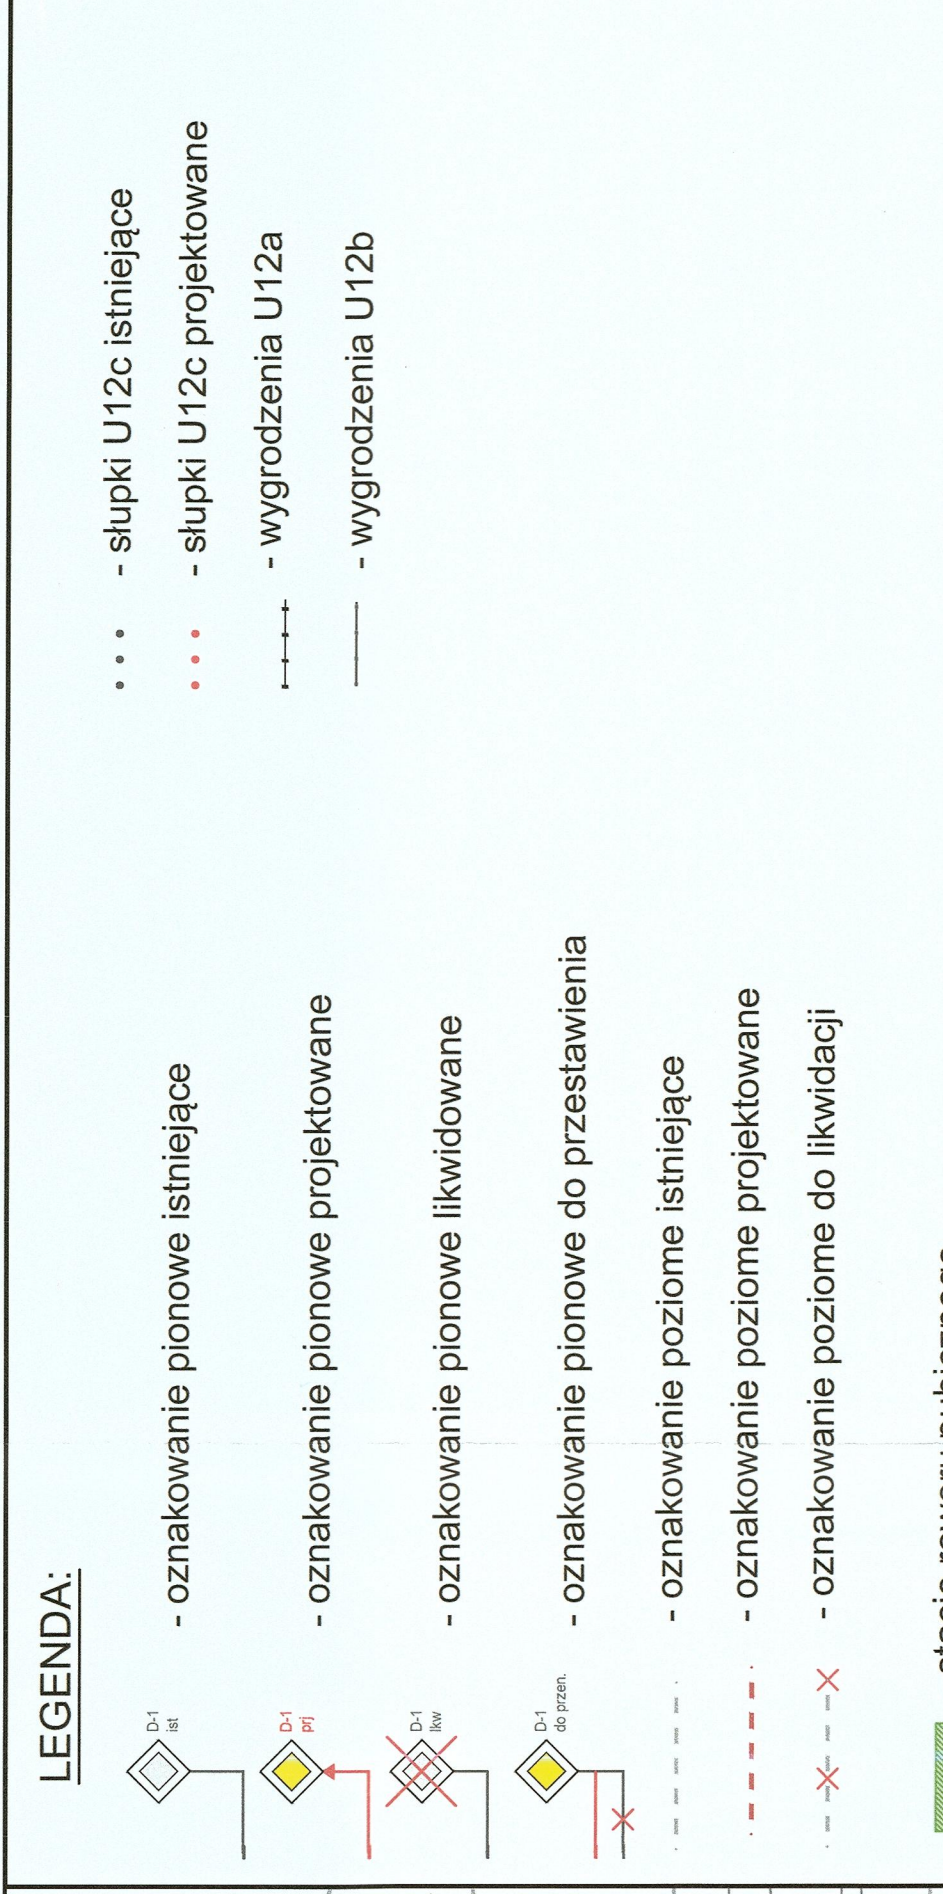 LEGENDA:
D-1
ist
- oznakowanie pionowe istniejące
D-1
prj
- oznakowanie pionowe projektowane
D-1
lkw
- oznakowanie pionowe likwidowane
D-1
do przen.
- oznakowanie pionowe do przestawienia
- oznakowanie poziome istniejące
- oznakowanie poziome projektowane
- oznakowanie poziome do likwidacji
- słupki U12c istniejące
- słupki U12c projektowane
- wygrodzenia U12a
- wygrodzenia U12b